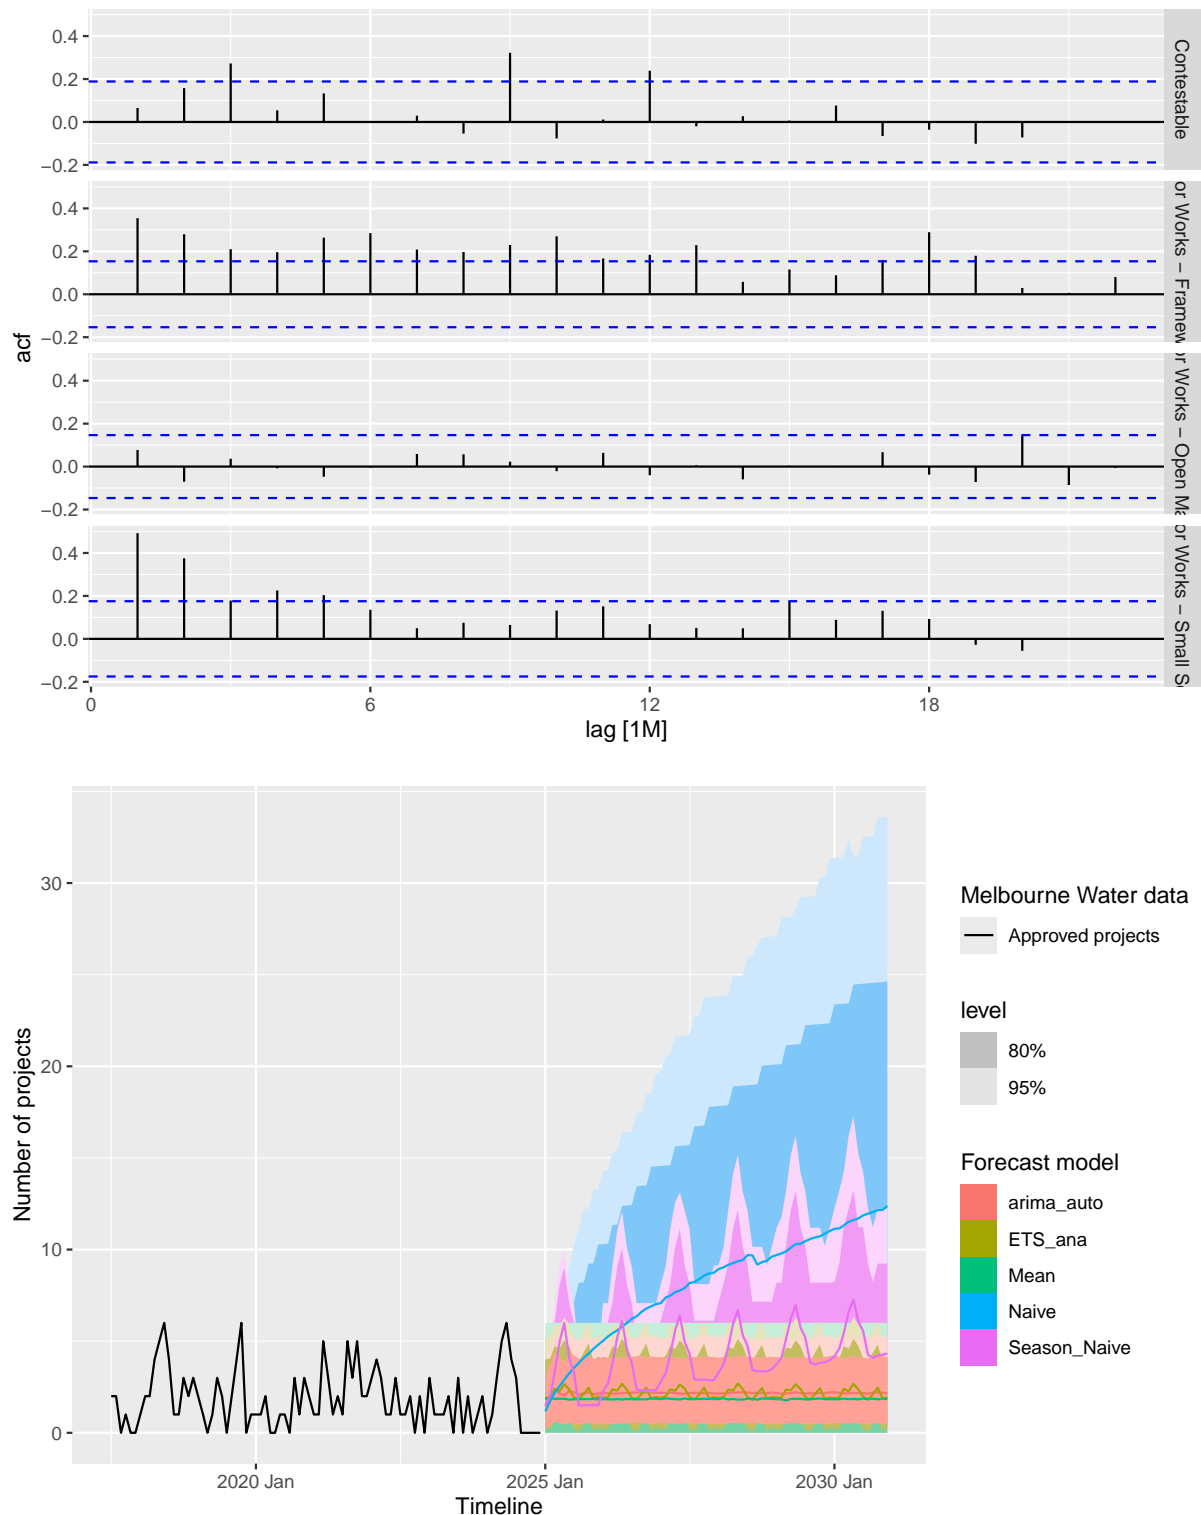 0.4
0.2
0.0
−0.2
Contestable
0.4
0.2
0.0
−0.2
or Works − Framew
0.4
0.2
0.0
−0.2
or Works − Open Ma
0.4
0.2
0.0
−0.2
or Works − Small S
acf
0
6
12
18
lag [1M]
30
20
10
0
Number of projects
2020 Jan
2025 Jan
2030 Jan
Timeline
Melbourne Water data
Approved projects
level
80%
95%
Forecast model
arima_auto
ETS_ana
Mean
Naive
Season_Naive